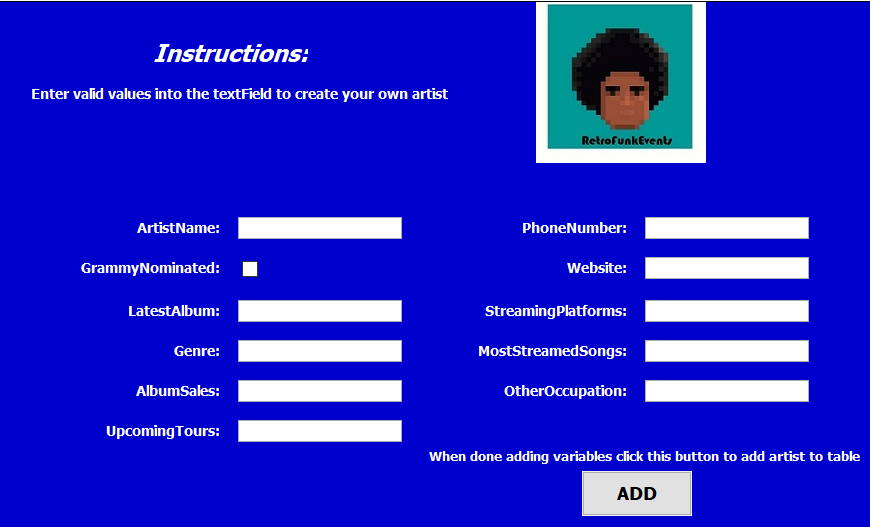 Instructions:
Enter valid values into the textField to create your own artist
RetroFunkEvents
ArtistName:
PhoneNumber:
GrammyNominated:
Website:
LatestAlbum:
StreamingPlatforms:
Genre:
MostStreamedSongs:
AlbumSales:
OtherOccupation:
UpcomingTours:
When done adding variables click this button to add artist to table
ADD